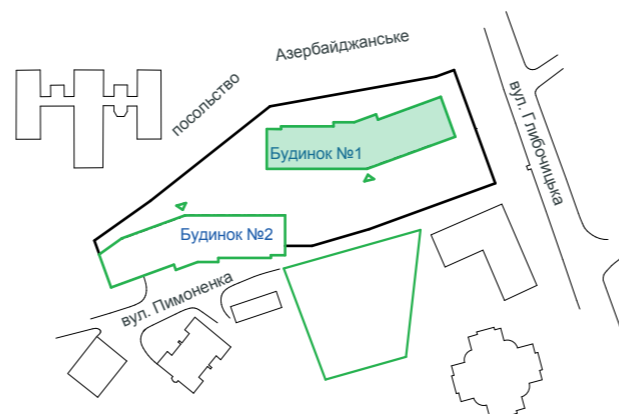 Азербайджанське
посольство
вул. Глибочицька
Будинок №1
Будинок №2
вул. Пимоненка